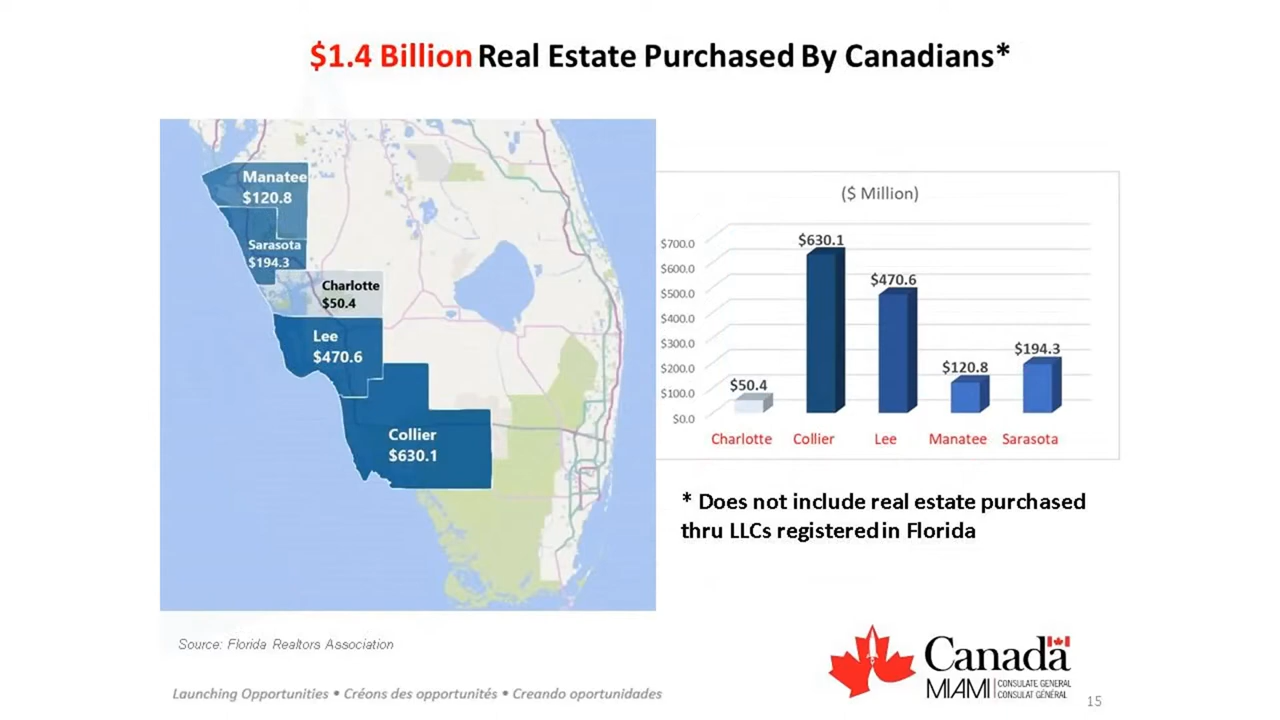 $1.4 Billion Real Estate Purchased By Canadians*
Manatee
$120.8
Sarasota
$194.3
Charlotte
$50.4
Lee
$470.6
Collier
$630.1
($ Million)
$700.0
$600.0
$500.0
$400.0
$300.0
$200.0
$100.0
$0.0
$50.4
$630.1
$470.6
$120.8
$194.3
Charlotte Collier Lee Manatee Sarasota
* Does not include real estate purchased
thru LLCs registered in Florida
Source: Florida Realtors Association
Launching Opportunities • Créons des opportunités • Creando oportunidades
Canada
MIAMI
CONSULATE GENERAL
CONSULAT GÉNÉRAL
15